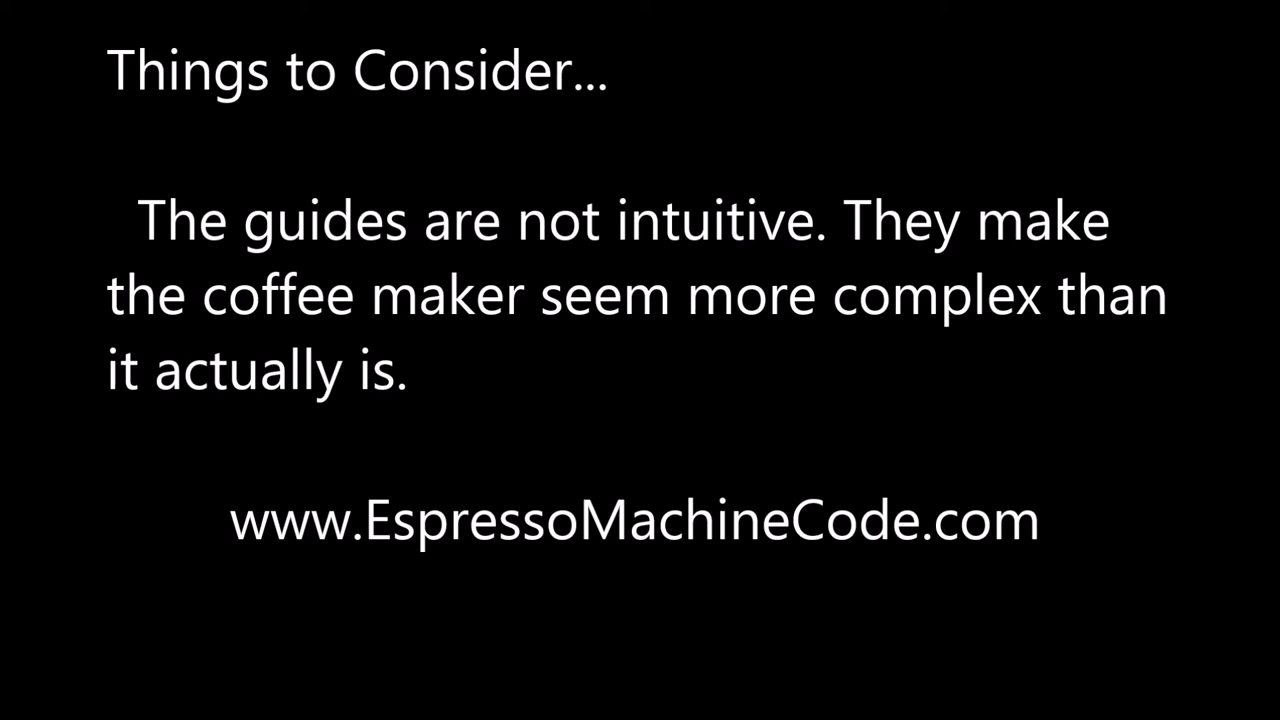 Things to Consider...
The guides are not intuitive. They make
the coffee maker seem more complex than
it actually is.
www.EspressoMachineCode.com